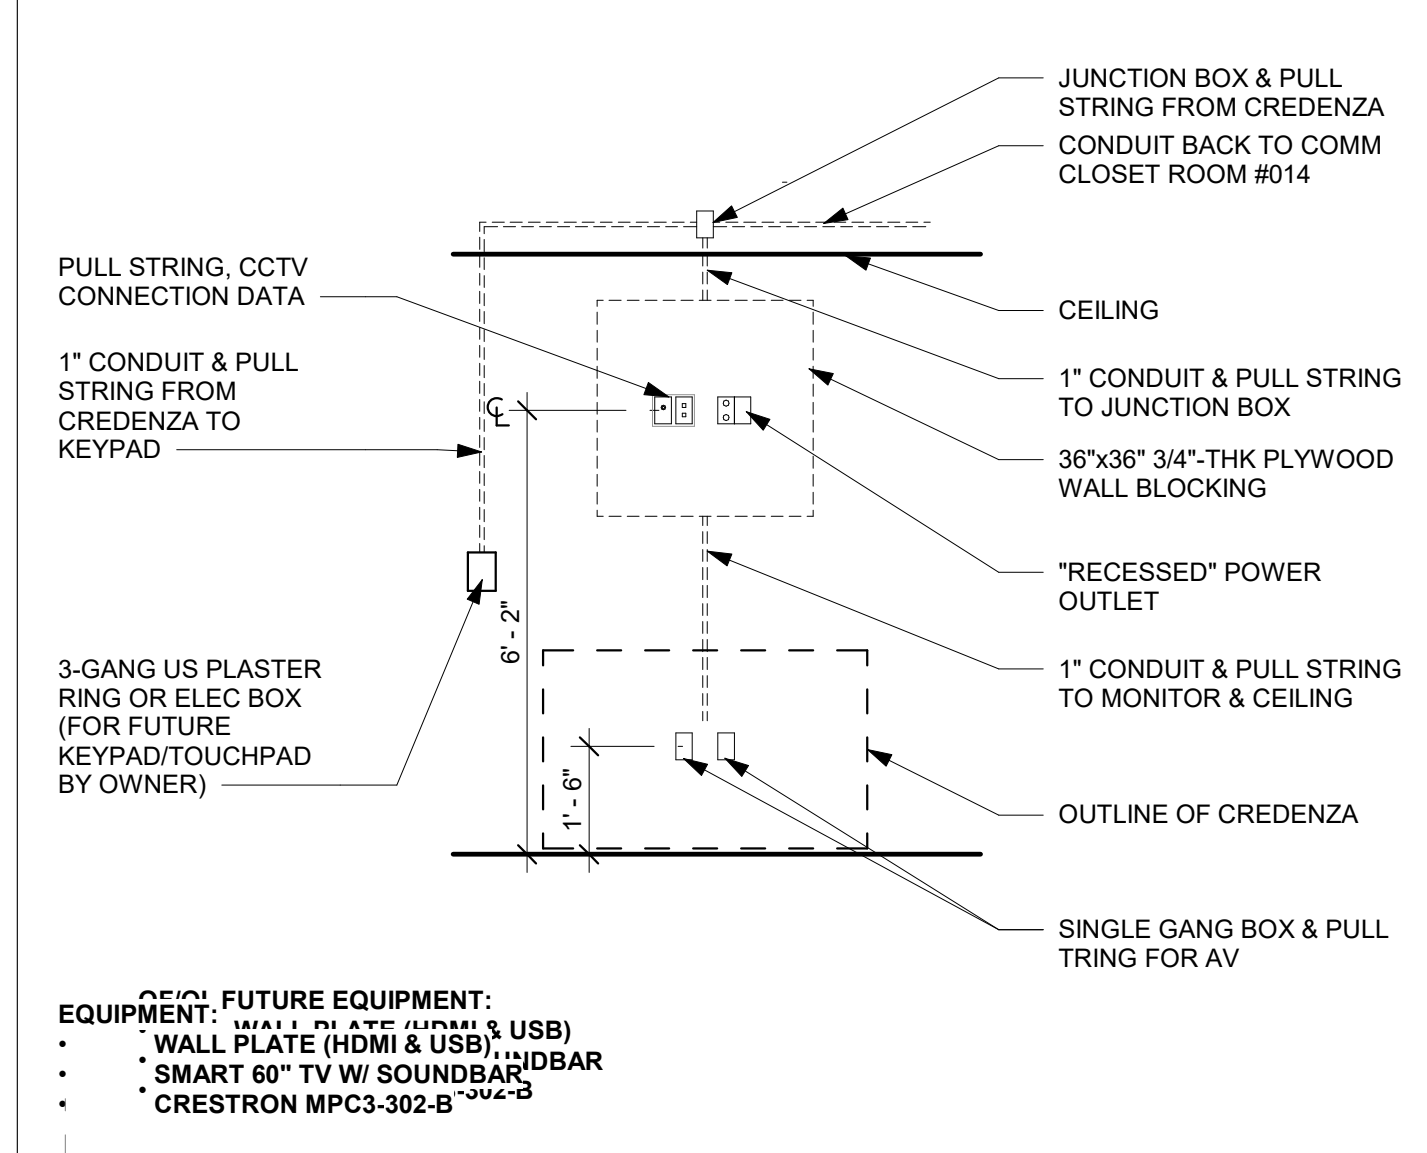 JUNCTION BOX & PULL
STRING FROM CREDENZA
CONDUIT BACK TO COMM
CLOSET ROOM #014
PULL STRING, CCTV
CONNECTION DATA
CEILING
1" CONDUIT & PULL
STRING FROM
CREDENZA TO
KEYPAD
1" CONDUIT & PULL STRING
TO JUNCTION BOX
36"x36" 3/4"-THK PLYWOOD
WALL BLOCKING
"RECESSED" POWER
OUTLET
6' - 2"
3-GANG US PLASTER
RING OR ELEC BOX
(FOR FUTURE
KEYPAD/TOUCHPAD
BY OWNER)
1" CONDUIT & PULL STRING
TO MONITOR & CEILING
1' - 6"
OUTLINE OF CREDENZA
SINGLE GANG BOX & PULL
TRING FOR AV
FUTURE EQUIPMENT:
EQUIPMENT:
WALL PLATE (HDMI & USB)
• WALL PLATE (HDMI & USB)
• SMART 60" TV W/ SOUNDBAR
• CRESTRON MPC3-302-B